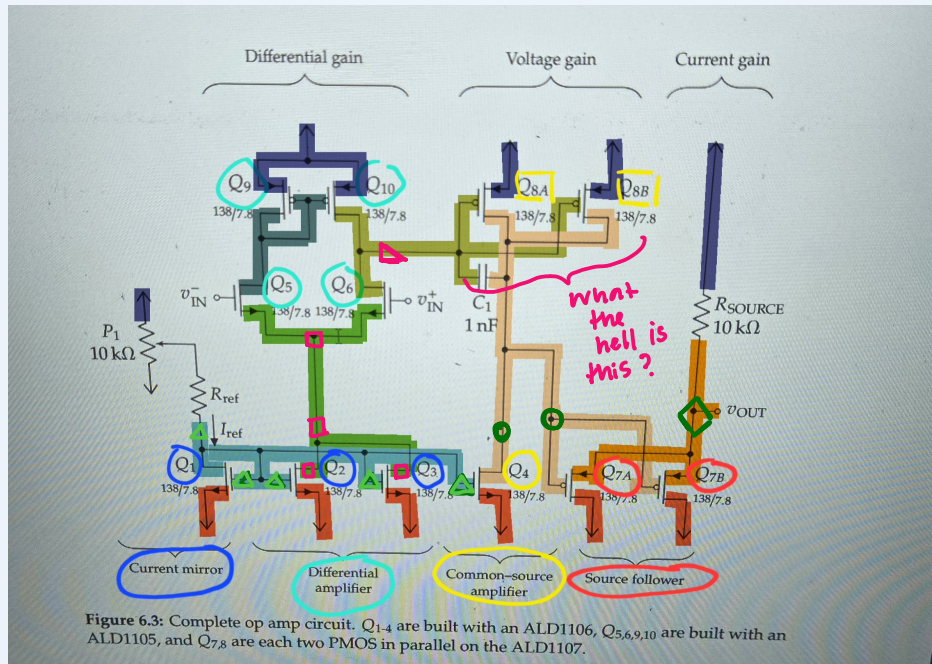 Differential gain
Voltage gain
Current gain
Q9
138/7.8
Q10
138/7.8
Q8A
138/7.8
Q8B
138/7.8
v−IN
Q5
138/7.8
Q6
138/7.8
v+IN
C1
1 nF
what
the
hell is
this?
RSOURCE
10 kΩ
P1
10 kΩ
Rref
Iref
vOUT
Q1
138/7.8
Q2
138/7.8
Q3
138/7.8
Q4
138/7.8
Q7A
138/7.8
Q7B
138/7.8
Current mirror
Differential
amplifier
Common–source
amplifier
Source follower
Figure 6.3: Complete op amp circuit. Q1-4 are built with an ALD1106, Q5,6,9,10 are built with an
ALD1105, and Q7,8 are each two PMOS in parallel on the ALD1107.